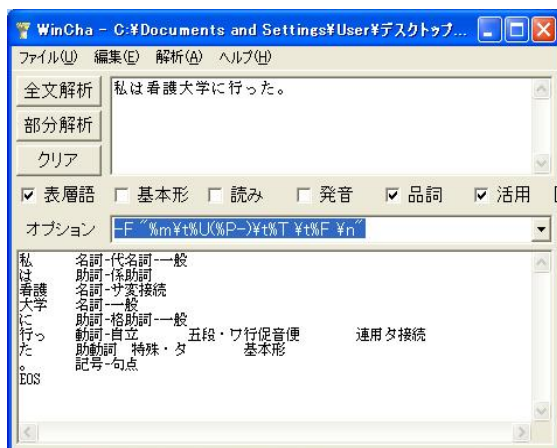 WinCha - C:¥Documents and Settings¥User¥デスクトップ...
ファイル(U) 編集(E) 解析(A) ヘルプ(H)
全文解析
私は看護大学に行った。
部分解析
クリア
表層語 基本形 読み 発音 品詞 活用
オプション -F "%m¥t%U(%P-)¥t%T ¥t%F ¥n"
私 名詞-代名詞-一般
は 助詞-係助詞
看護 名詞-サ変接続
大学 名詞-一般
に 助詞-格助詞-一般
行っ 動詞-自立 五段・ワ行促音便 連用タ接続
た 助動詞 特殊・タ 基本形
。 記号-句点
EOS